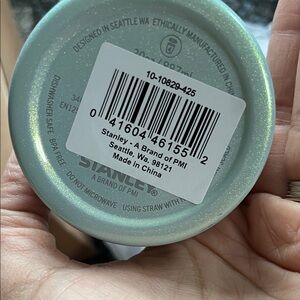 DESIGNED IN SEATTLE WA ETHICALLY MANUFACTURED IN
30oz/887mL
10-10829-425
0 41604 46155 2
Stanley - A Brand of PMI
Seattle, Wa. 98121
Made in China
DISHWASHER SAFE
BPA FREE
STANLEY
A BRAND OF PMI
DO NOT MICROWAVE
USING STRAW WITH